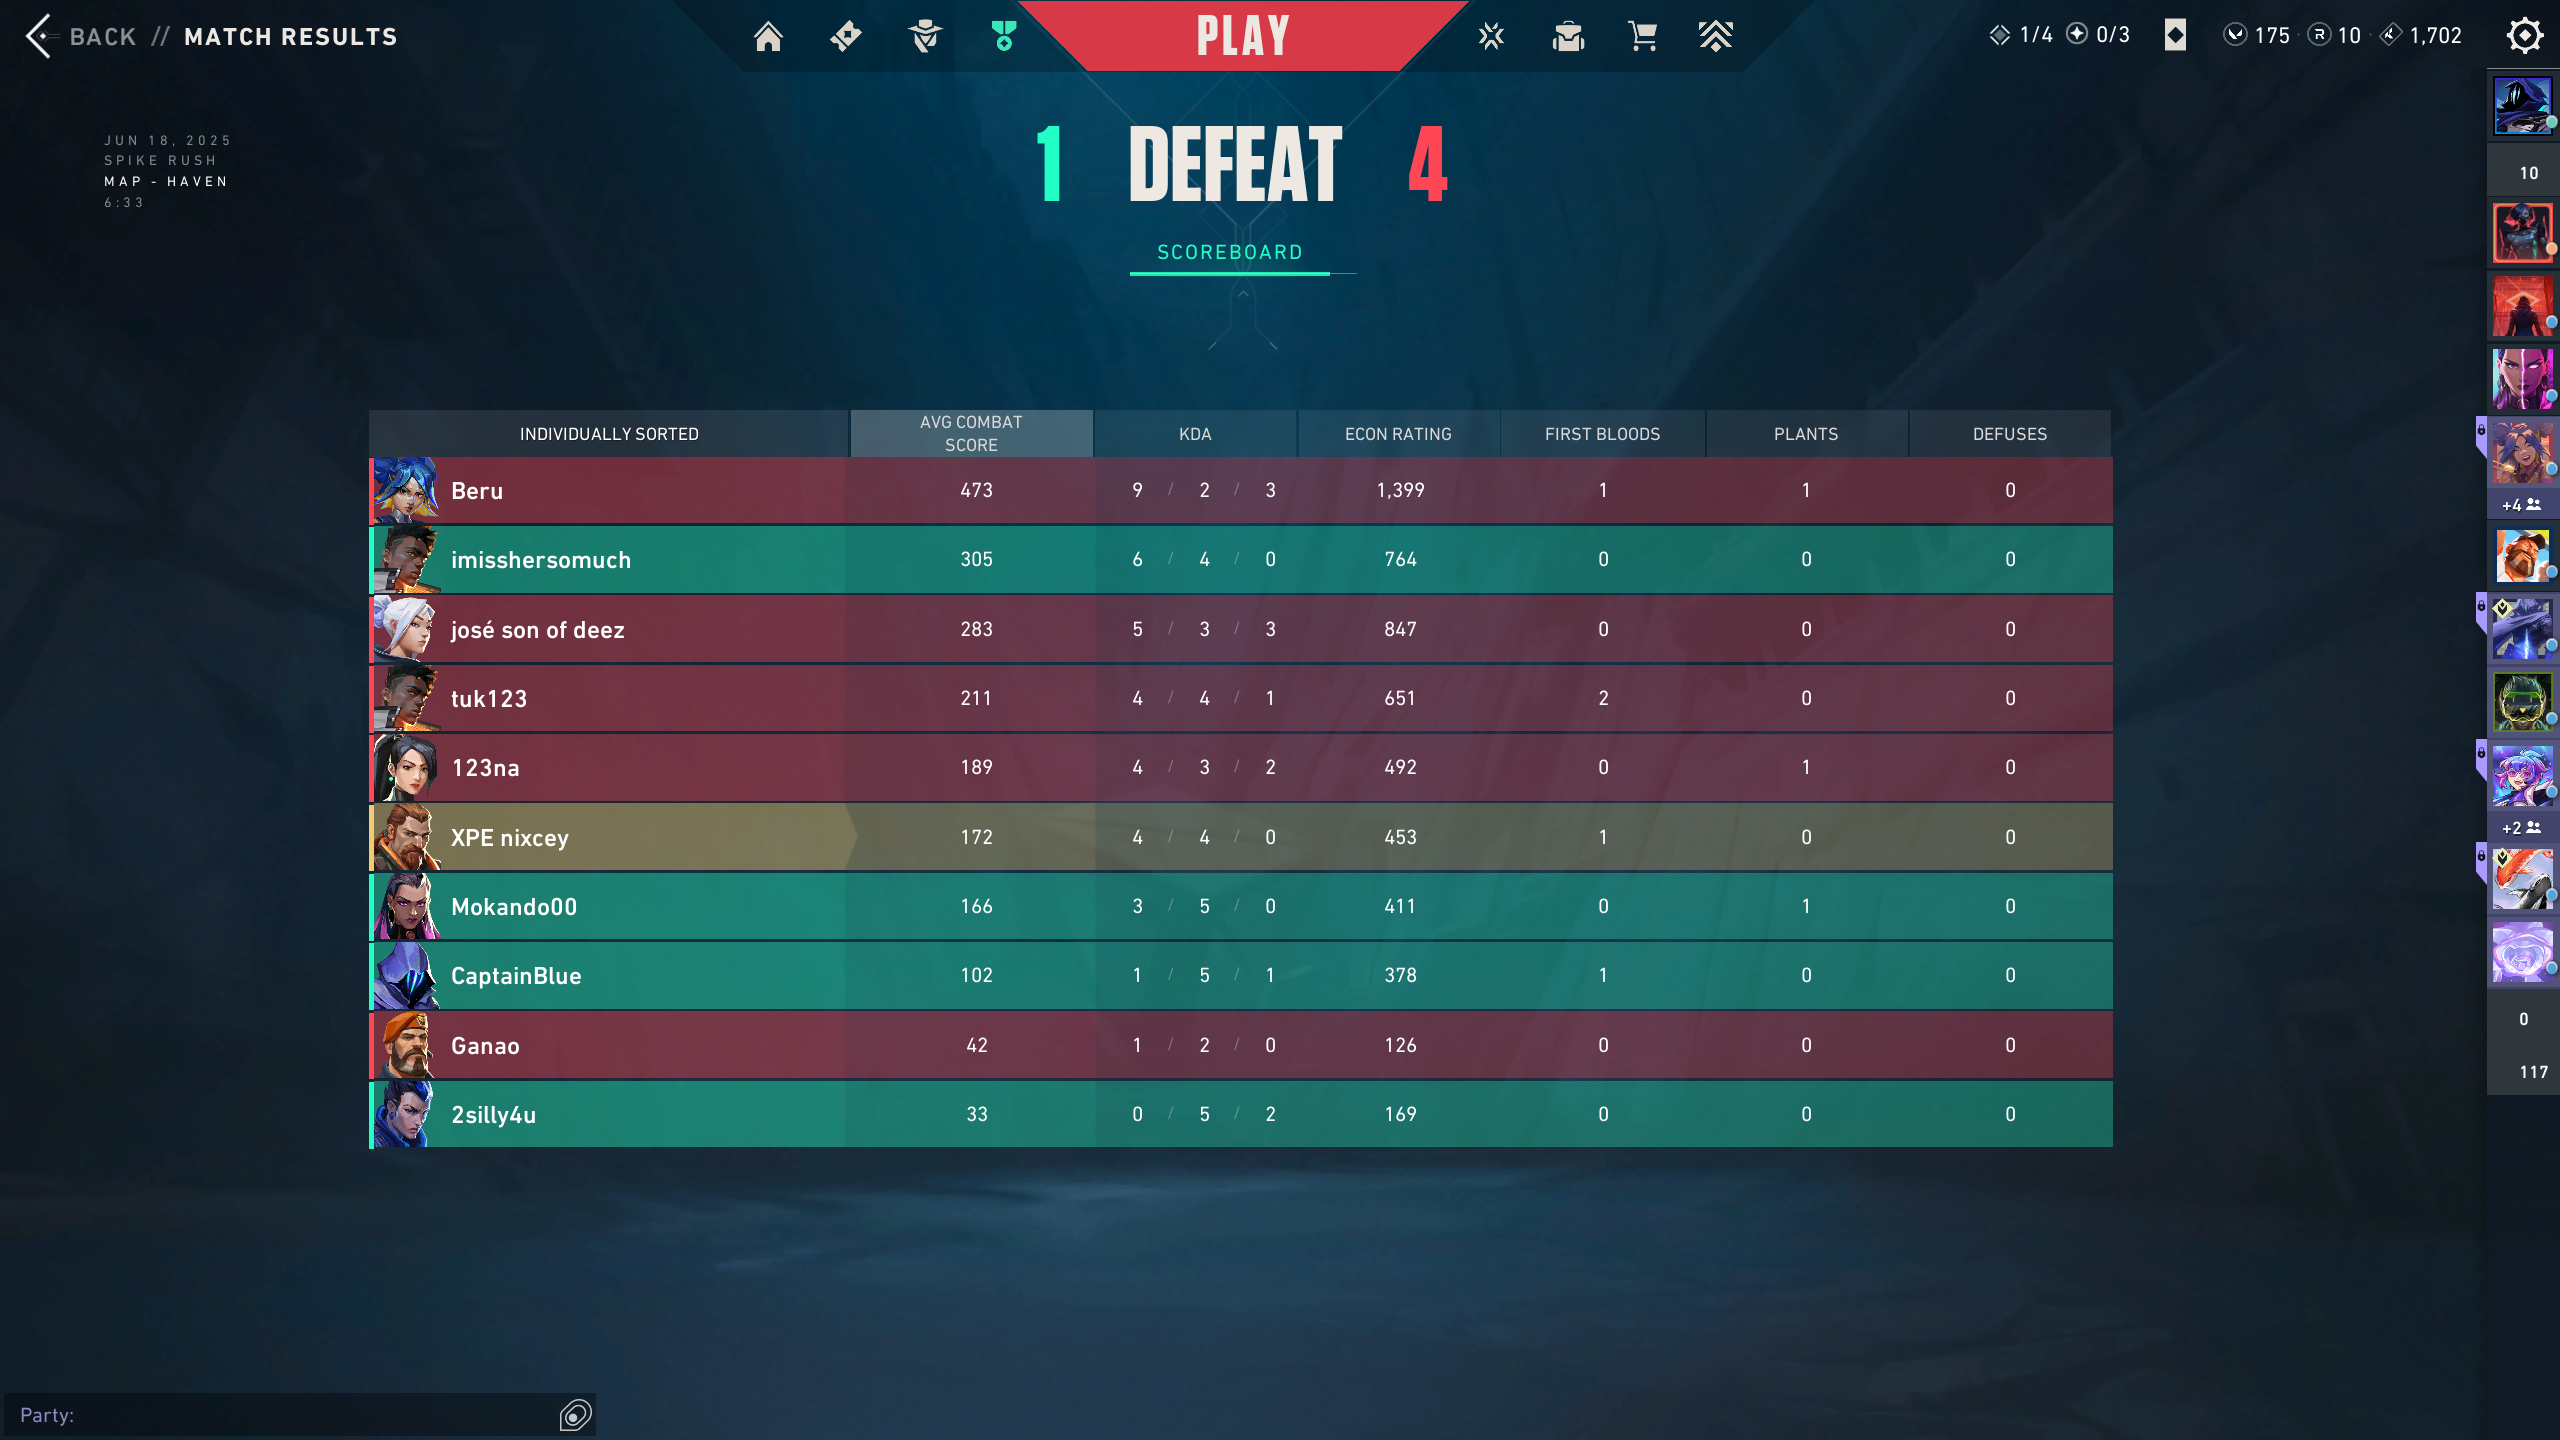 BACK // MATCH RESULTS
PLAY
1/4 0/3 175 10 1,702
JUN 18, 2025
SPIKE RUSH
MAP - HAVEN
6:33
1 DEFEAT 4
SCOREBOARD
INDIVIDUALLY SORTED AVG COMBAT SCORE KDA ECON RATING FIRST BLOODS PLANTS DEFUSES
Beru 473 9 / 2 / 3 1,399 1 1 0
imisshersomuch 305 6 / 4 / 0 764 0 0 0
josé son of deez 283 5 / 3 / 3 847 0 0 0
tuk123 211 4 / 4 / 1 651 2 0 0
123na 189 4 / 3 / 2 492 0 1 0
XPE nixcey 172 4 / 4 / 0 453 1 0 0
Mokando00 166 3 / 5 / 0 411 0 1 0
CaptainBlue 102 1 / 5 / 1 378 1 0 0
Ganao 42 1 / 2 / 0 126 0 0 0
2silly4u 33 0 / 5 / 2 169 0 0 0
10
+4
+2
0
117
Party: